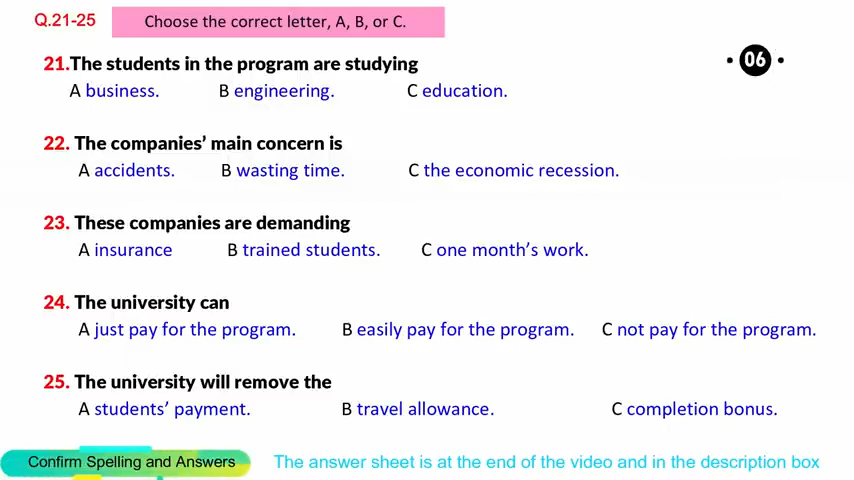 Q.21-25 Choose the correct letter, A, B, or C.
21.The students in the program are studying
• 06 •
A business. B engineering. C education.
22. The companies’ main concern is
A accidents. B wasting time. C the economic recession.
23. These companies are demanding
A insurance B trained students. C one month’s work.
24. The university can
A just pay for the program. B easily pay for the program. C not pay for the program.
25. The university will remove the
A students’ payment. B travel allowance. C completion bonus.
Confirm Spelling and Answers The answer sheet is at the end of the video and in the description box